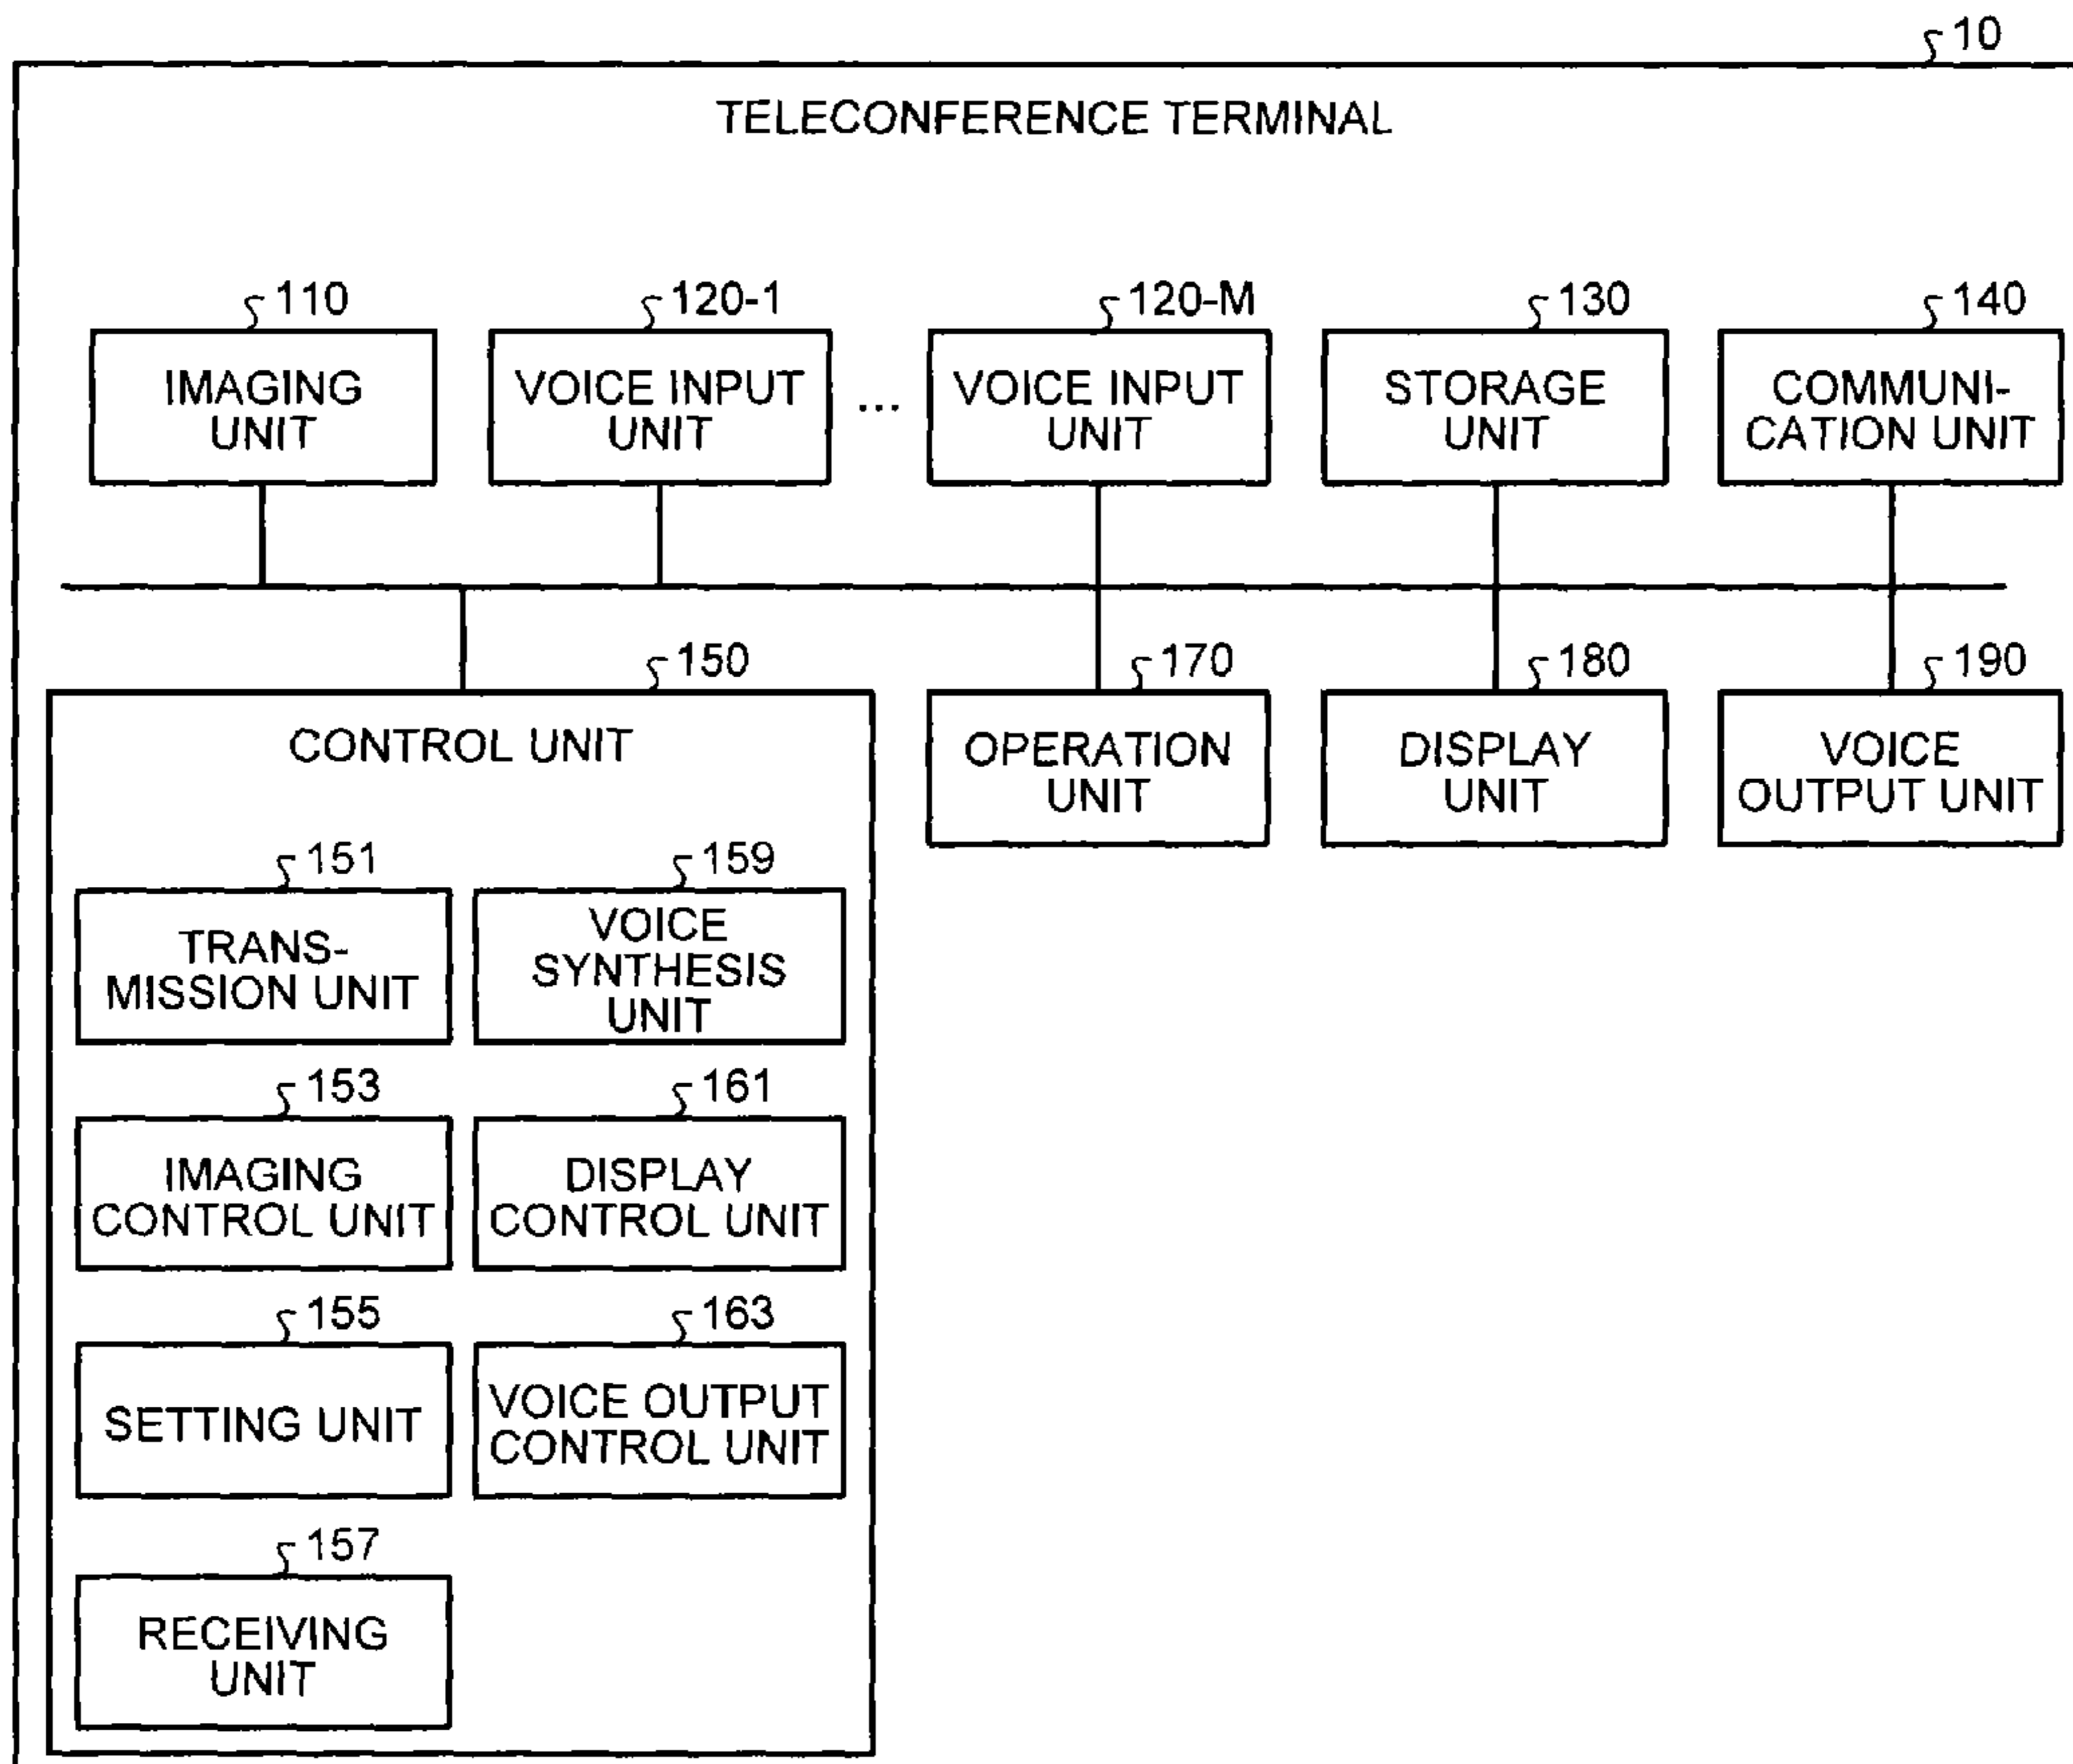 10
TELECONFERENCE TERMINAL
110
120-1
120-M
130
140
IMAGING
UNIT
VOICE INPUT
UNIT
...
VOICE INPUT
UNIT
STORAGE
UNIT
COMMUNI-
CATION UNIT
150
170
180
190
CONTROL UNIT
OPERATION
UNIT
DISPLAY
UNIT
VOICE
OUTPUT UNIT
151
159
TRANS-
MISSION UNIT
VOICE
SYNTHESIS
UNIT
153
161
IMAGING
CONTROL UNIT
DISPLAY
CONTROL UNIT
155
163
SETTING UNIT
VOICE OUTPUT
CONTROL UNIT
157
RECEIVING
UNIT